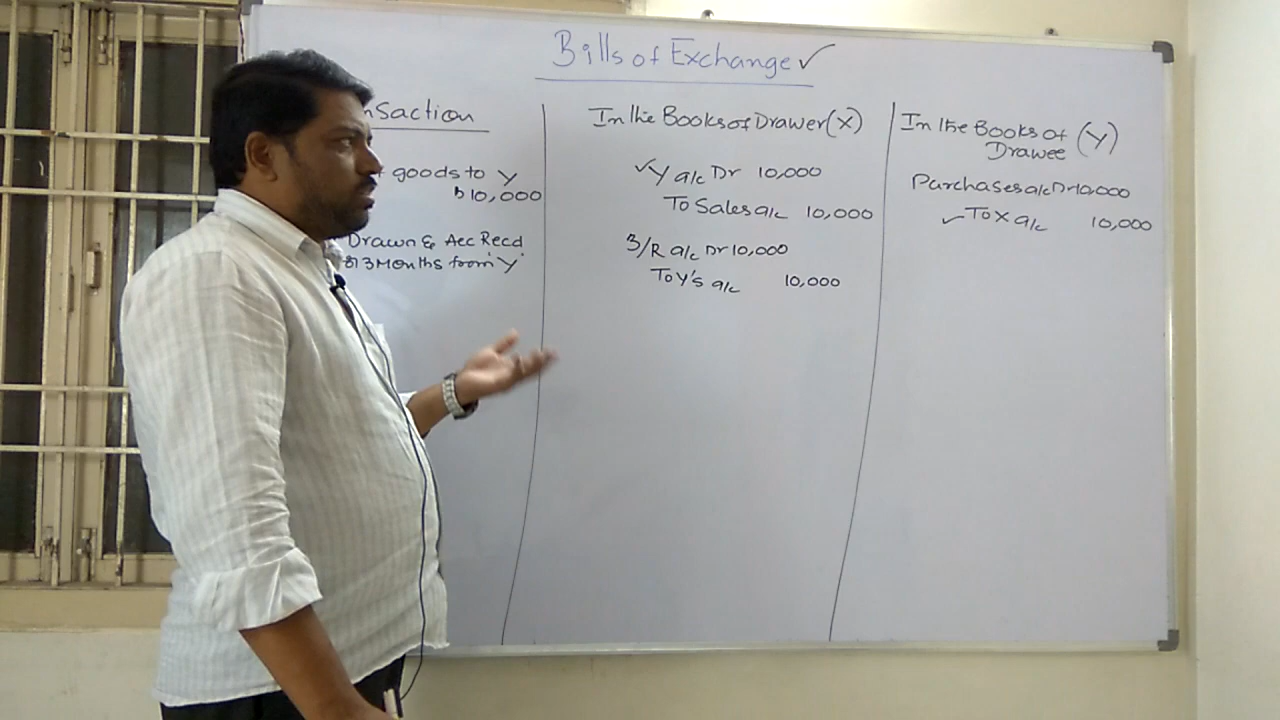 Bills of Exchange ✓
nsaction
goods to Y
10,000
Drawn & Acc Recd
3 Months from 'Y'
In the Books of Drawer (X)
✓ Y a/c Dr 10,000
To Sales a/c 10,000
B/R a/c Dr 10,000
To Y's a/c 10,000
In the Books of (Y)
Drawee
Purchases a/c Dr 10,000
✓ To X a/c 10,000